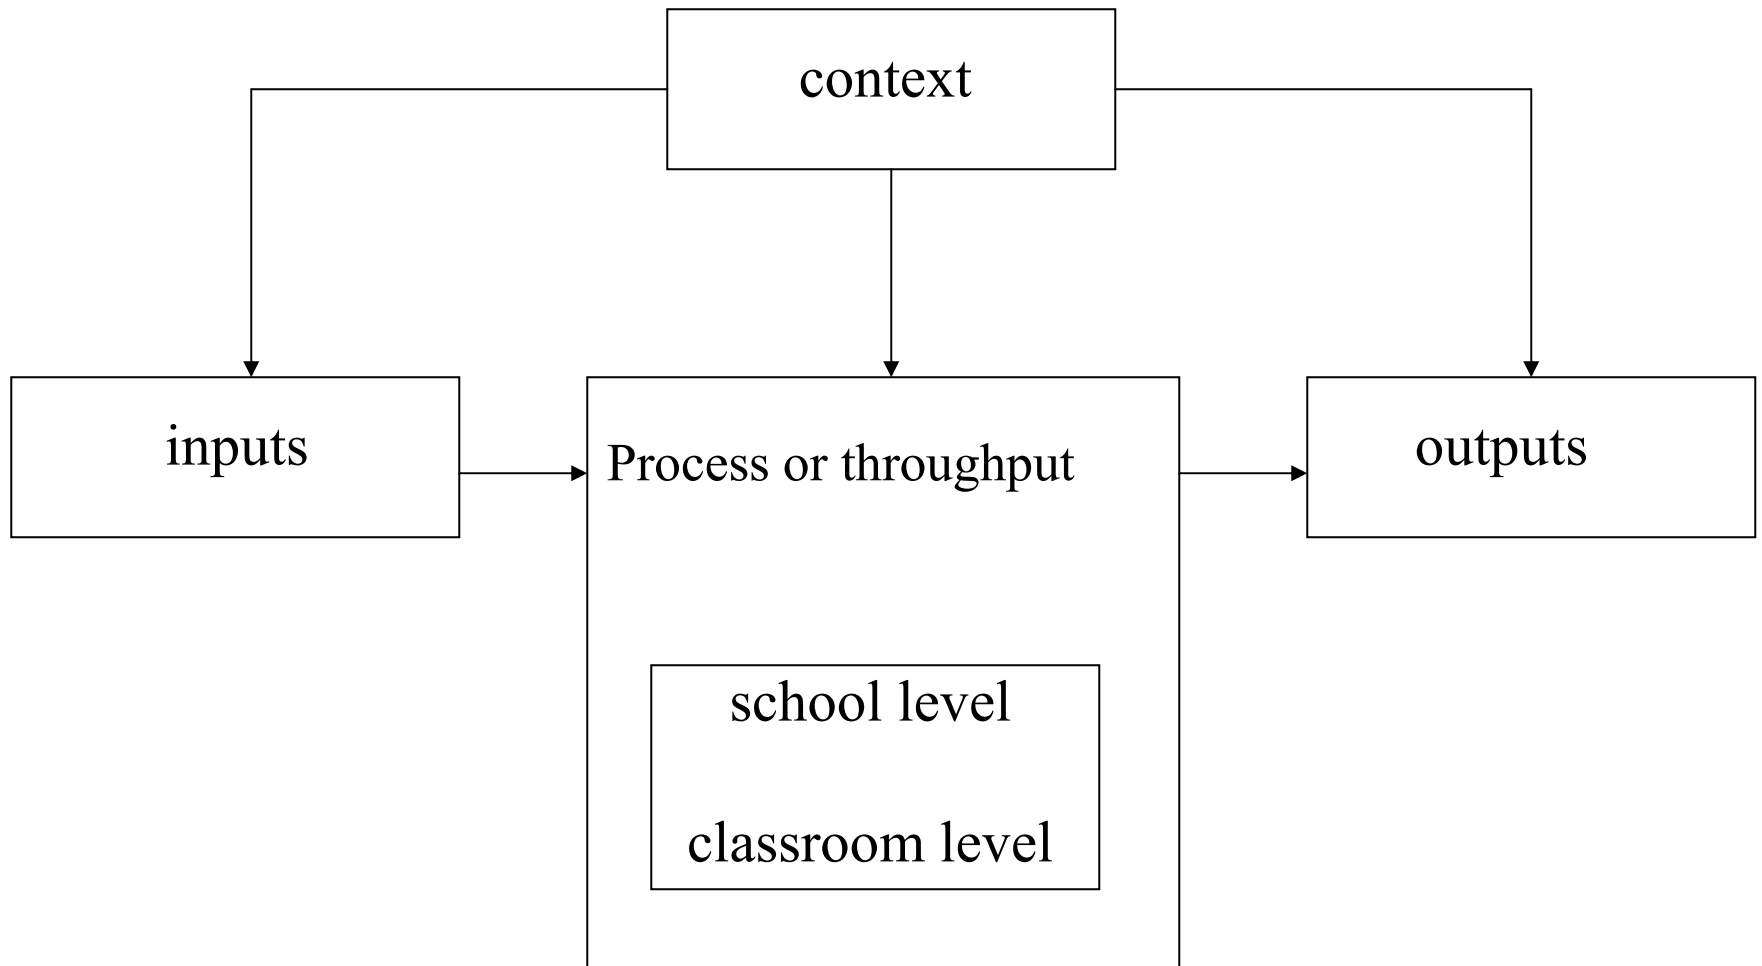 context
inputs
Process or throughput
outputs
school level
classroom level